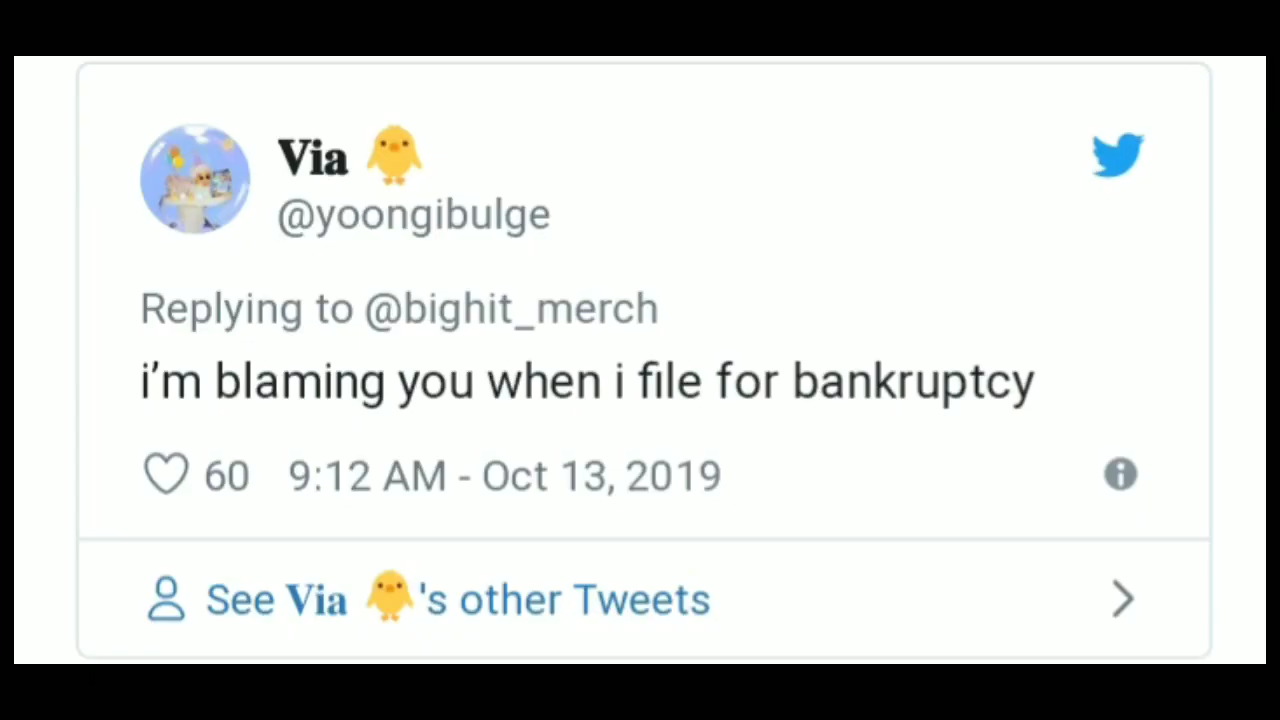 Via 🐥
@yoongibulge
Replying to @bighit_merch
i'm blaming you when i file for bankruptcy
60 9:12 AM - Oct 13, 2019
See Via 🐥's other Tweets